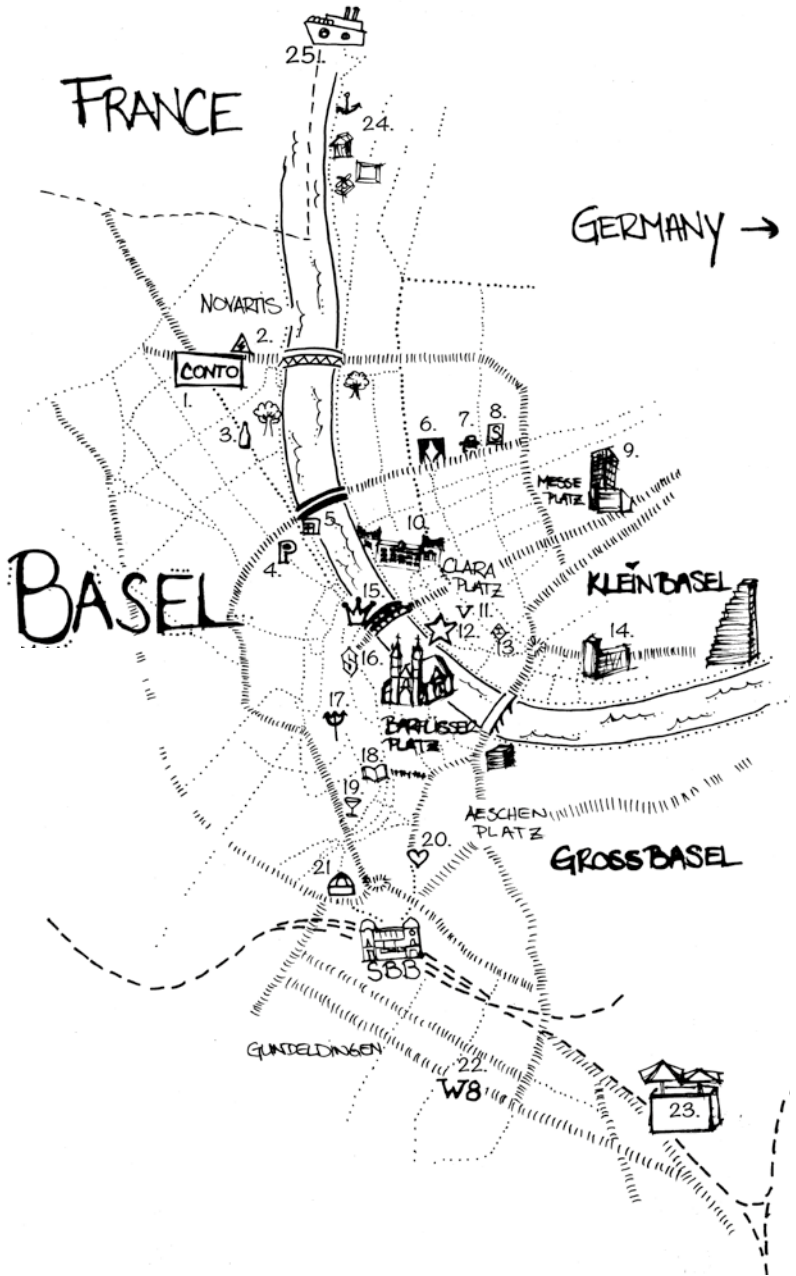 25.
FRANCE
24.
GERMANY →
NOVARTIS
2.
CONTO
1.
3.
6.
7.
8.
S
9.
MESSE
PLATZ
5.
P
4.
10.
BASEL
CLARA
PLATZ
11.
KLEINBASEL
15.
12.
13.
14.
16.
17
BARFÜSSER
PLATZ
18
19.
AESCHEN
PLATZ
20.
GROSSBASEL
21
SBB
GUNDELDINGEN
22.
W8
23.